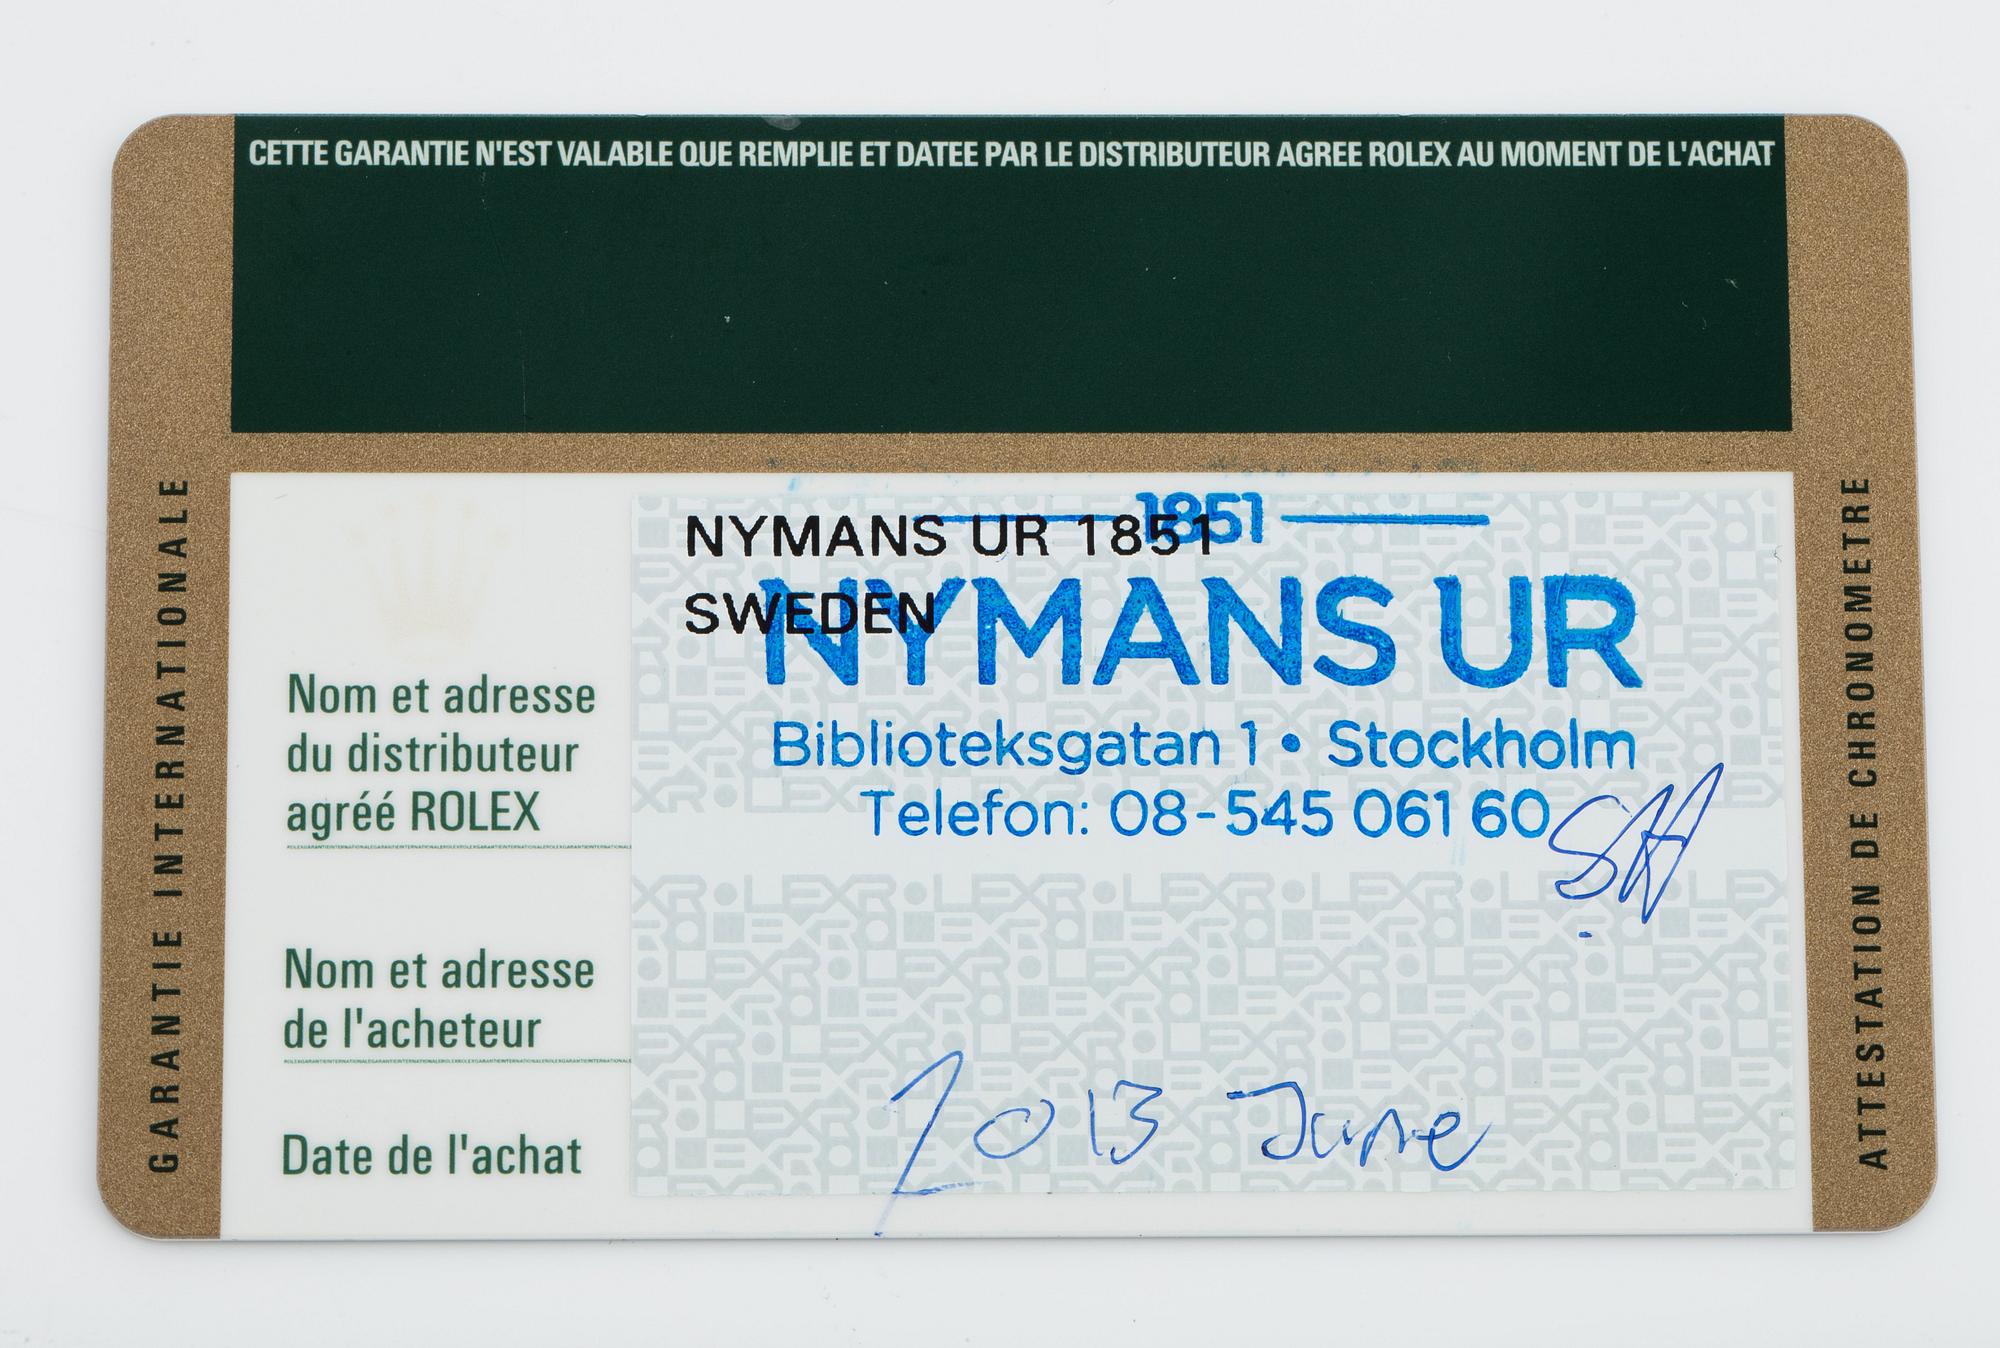 CETTE GARANTIE N'EST VALABLE QUE REMPLIE ET DATEE PAR LE DISTRIBUTEUR AGREE ROLEX AU MOMENT DE L'ACHAT
GARANTIE INTERNATIONALE
1851
NYMANS UR 1851
SWEDEN
NYMANS UR
Biblioteksgatan 1 • Stockholm
Telefon: 08-545 061 60
Nom et adresse
du distributeur
agréé ROLEX
Nom et adresse
de l'acheteur
Date de l'achat
2013 June
ATTESTATION DE CHRONOMETRE